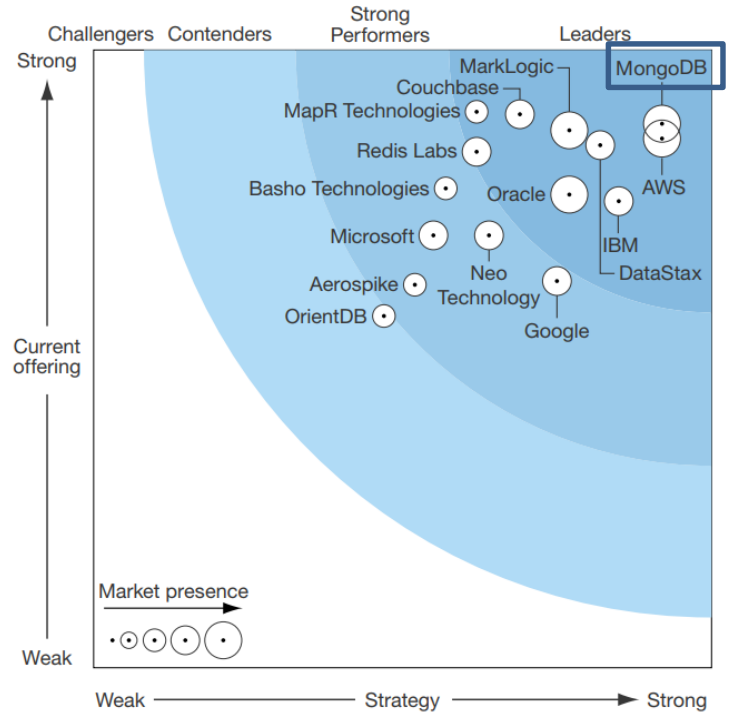 Challengers Contenders Strong Performers Leaders
Strong
MarkLogic
MongoDB
Couchbase
MapR Technologies
Redis Labs
Basho Technologies
AWS
Oracle
IBM
Microsoft
Neo
Technology
DataStax
Aerospike
OrientDB
Google
Current
offering
Market presence
Weak
Weak Strategy Strong